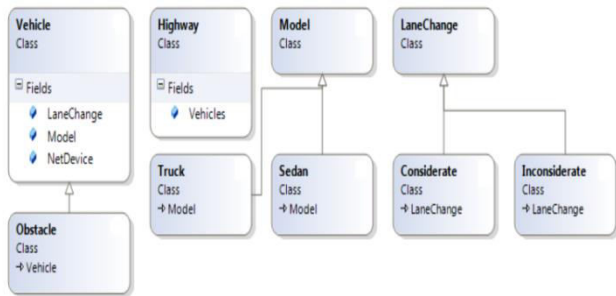 Vehicle
Class
Fields
LaneChange
Model
NetDevice
Highway
Class
Fields
Vehicles
Model
Class
LaneChange
Class
Obstacle
Class
Vehicle
Truck
Class
Model
Sedan
Class
Model
Considerate
Class
LaneChange
Inconsiderate
Class
LaneChange